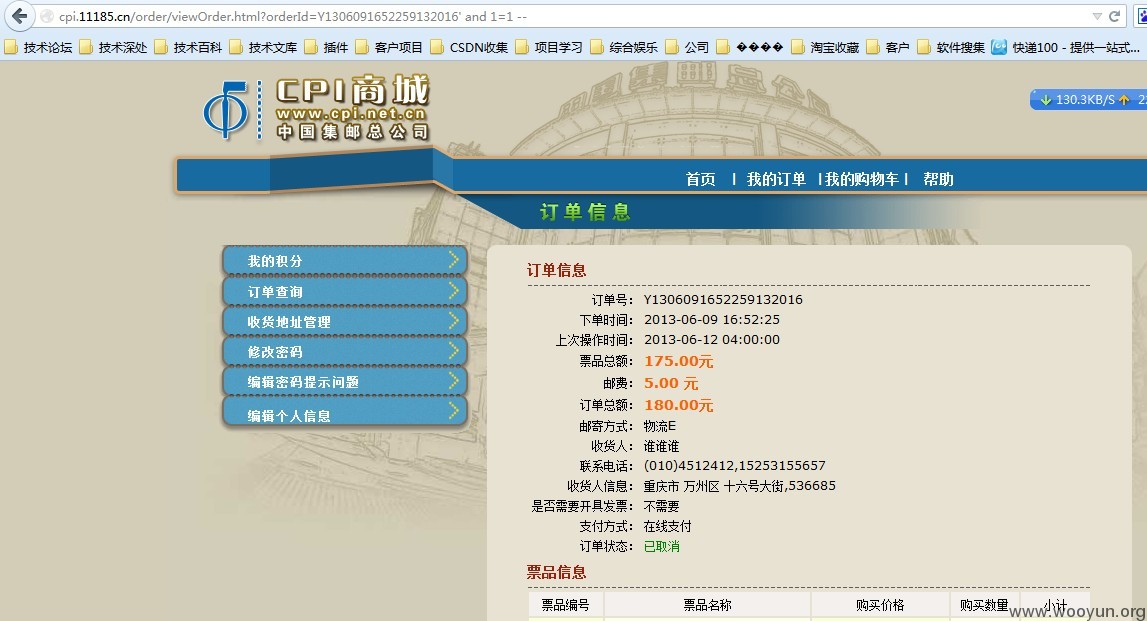 cpi.11185.cn/order/viewOrder.html?orderId=Y1306091652259132016' and 1=1 --
技术论坛 技术深处 技术百科 技术文库 插件 客户项目 CSDN收集 项目学习 综合娱乐 公司 ���� 淘宝收藏 客户 软件搜集 快递100 - 提供一站式...
CPI商城
www.cpi.net.cn
中国集邮总公司
130.3KB/S
首页 | 我的订单 | 我的购物车 | 帮助
订单信息
我的积分
订单查询
收货地址管理
修改密码
编辑密码提示问题
编辑个人信息
订单信息
订单号: Y1306091652259132016
下单时间: 2013-06-09 16:52:25
上次操作时间: 2013-06-12 04:00:00
票品总额: 175.00元
邮费: 5.00 元
订单总额: 180.00元
邮寄方式: 物流E
收货人: 谁谁谁
联系电话: (010)4512412,15253155657
收货人信息: 重庆市 万州区 十六号大街,536685
是否需要开具发票: 不需要
支付方式: 在线支付
订单状态: 已取消
票品信息
票品编号 票品名称 购买价格 购买数量 小计
www.wooyun.org